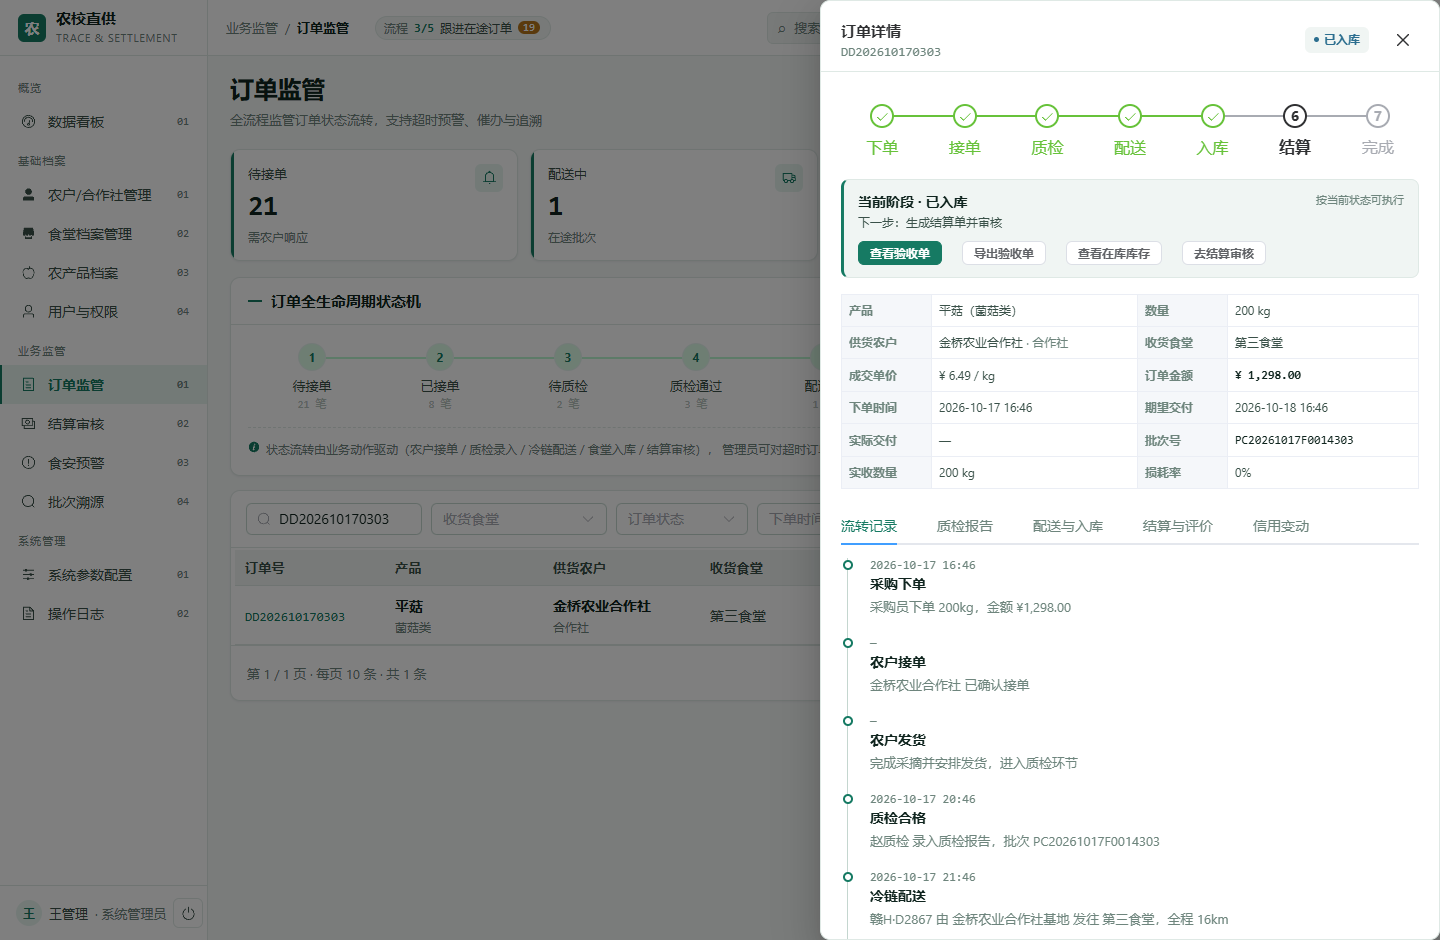 农 农校直供
TRACE & SETTLEMENT
概览
数据看板 01
基础档案
农户/合作社管理 01
食堂档案管理 02
农产品档案 03
用户与权限 04
业务监管
订单监管 01
结算审核 02
食安预警 03
批次溯源 04
系统管理
系统参数配置 01
操作日志 02
王 王管理 · 系统管理员
业务监管 / 订单监管 流程 3/5 跟进在途订单 19 搜索
订单监管
全流程监管订单状态流转，支持超时预警、催办与追溯
待接单
21
需农户响应
配送中
1
在途批次
订单全生命周期状态机
1 2 3 4
待接单 已接单 待质检 质检通过
21 笔 8 笔 2 笔 3 笔 1
状态流转由业务动作驱动（农户接单 / 质检录入 / 冷链配送 / 食堂入库 / 结算审核），管理员可对超时订
DD202610170303 收货食堂 订单状态 下单时间
订单号 产品 供货农户 收货食堂
DD202610170303 平菇 金桥农业合作社 第三食堂
菌菇类 合作社
第 1 / 1 页 · 每页 10 条 · 共 1 条
订单详情
DD202610170303
已入库
6 7
下单 接单 质检 配送 入库 结算 完成
当前阶段 · 已入库 按当前状态可执行
下一步：生成结算单并审核
查看验收单 导出验收单 查看在库库存 去结算审核
产品 平菇（菌菇类） 数量 200 kg
供货农户 金桥农业合作社 · 合作社 收货食堂 第三食堂
成交单价 ¥ 6.49 / kg 订单金额 ¥ 1,298.00
下单时间 2026-10-17 16:46 期望交付 2026-10-18 16:46
实际交付 — 批次号 PC20261017F0014303
实收数量 200 kg 损耗率 0%
流转记录 质检报告 配送与入库 结算与评价 信用变动
2026-10-17 16:46
采购下单
采购员下单 200kg，金额 ¥1,298.00
—
农户接单
金桥农业合作社 已确认接单
—
农户发货
完成采摘并安排发货，进入质检环节
2026-10-17 20:46
质检合格
赵质检 录入质检报告，批次 PC20261017F0014303
2026-10-17 21:46
冷链配送
赣H·D2867 由 金桥农业合作社基地 发往 第三食堂，全程 16km